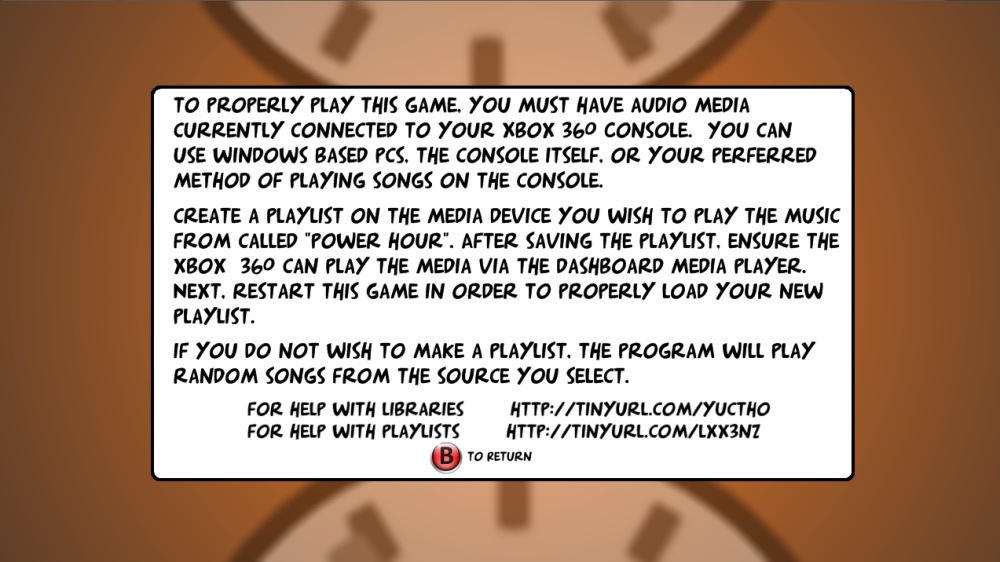 TO PROPERLY PLAY THIS GAME, YOU MUST HAVE AUDIO MEDIA
CURRENTLY CONNECTED TO YOUR XBOX 360 CONSOLE. YOU CAN
USE WINDOWS BASED PCS, THE CONSOLE ITSELF, OR YOUR PERFERRED
METHOD OF PLAYING SONGS ON THE CONSOLE.
CREATE A PLAYLIST ON THE MEDIA DEVICE YOU WISH TO PLAY THE MUSIC
FROM CALLED "POWER HOUR". AFTER SAVING THE PLAYLIST, ENSURE THE
XBOX 360 CAN PLAY THE MEDIA VIA THE DASHBOARD MEDIA PLAYER.
NEXT, RESTART THIS GAME IN ORDER TO PROPERLY LOAD YOUR NEW
PLAYLIST.
IF YOU DO NOT WISH TO MAKE A PLAYLIST, THE PROGRAM WILL PLAY
RANDOM SONGS FROM THE SOURCE YOU SELECT.
FOR HELP WITH LIBRARIES HTTP://TINYURL.COM/YUCTHO
FOR HELP WITH PLAYLISTS HTTP://TINYURL.COM/LXX3NZ
B TO RETURN